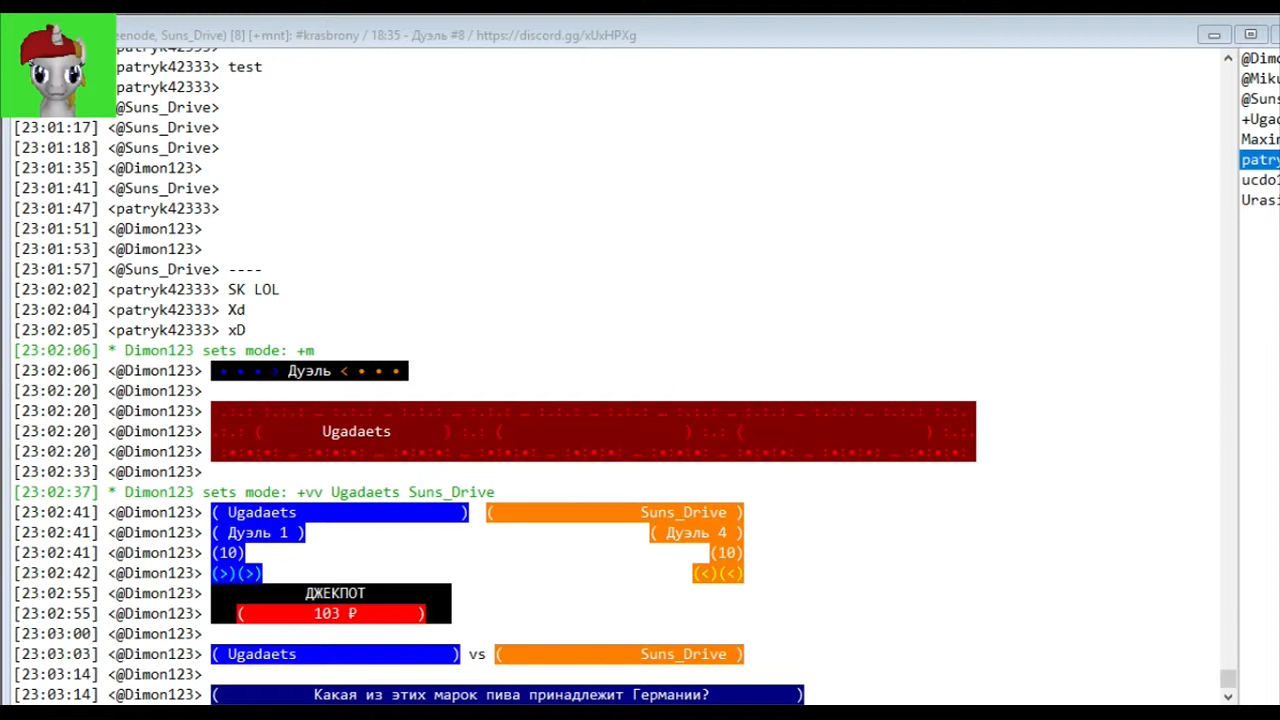 eenode, Suns_Drive) [8] [+mnt]: #krasbrony / 18:35 - Дуэль #8 / https://discord.gg/xUxHPXg
patryk42333>
patryk42333> test
patryk42333>
@Suns_Drive>
[23:01:17] <@Suns_Drive>
[23:01:18] <@Suns_Drive>
[23:01:35] <@Dimon123>
[23:01:41] <@Suns_Drive>
[23:01:47] <patryk42333>
[23:01:51] <@Dimon123>
[23:01:53] <@Dimon123>
[23:01:57] <@Suns_Drive> ----
[23:02:02] <patryk42333> SK LOL
[23:02:04] <patryk42333> Xd
[23:02:05] <patryk42333> xD
[23:02:06] * Dimon123 sets mode: +m
[23:02:06] <@Dimon123> • • • > Дуэль < • • •
[23:02:20] <@Dimon123>
[23:02:20] <@Dimon123>
[23:02:20] <@Dimon123> .:.: ( Ugadaets ) :.: ( ) :.: ( ) :.:.
[23:02:20] <@Dimon123>
[23:02:33] <@Dimon123>
[23:02:37] * Dimon123 sets mode: +vv Ugadaets Suns_Drive
[23:02:41] <@Dimon123> ( Ugadaets ) ( Suns_Drive )
[23:02:41] <@Dimon123> ( Дуэль 1 ) ( Дуэль 4 )
[23:02:41] <@Dimon123> (10) (10)
[23:02:42] <@Dimon123> (>)(>) (<)(<)
[23:02:55] <@Dimon123> ДЖЕКПОТ
[23:02:55] <@Dimon123> ( 103 ₽ )
[23:03:00] <@Dimon123>
[23:03:03] <@Dimon123> ( Ugadaets ) vs ( Suns_Drive )
[23:03:14] <@Dimon123>
[23:03:14] <@Dimon123> ( Какая из этих марок пива принадлежит Германии? )
@Dimo
@Miku
@Suns
+Ugad
Maxim
patry
ucdo1
Urasi